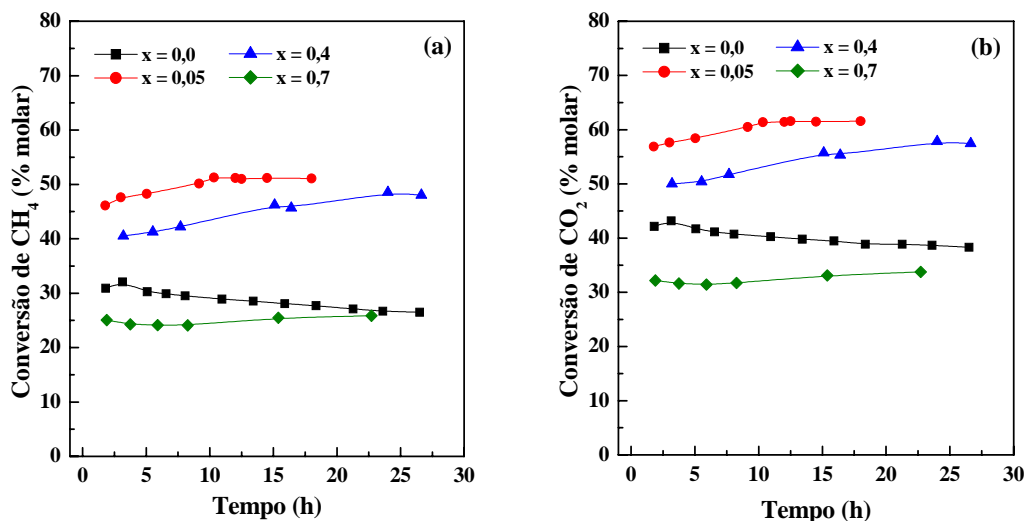 (a)
x = 0,0 x = 0,4
x = 0,05 x = 0,7
Conversão de CH4 (% molar)
80
70
60
50
40
30
20
10
0
0 5 10 15 20 25 30
Tempo (h)
(b)
x = 0,0 x = 0,4
x = 0,05 x = 0,7
Conversão de CO2 (% molar)
80
70
60
50
40
30
20
10
0
0 5 10 15 20 25 30
Tempo (h)